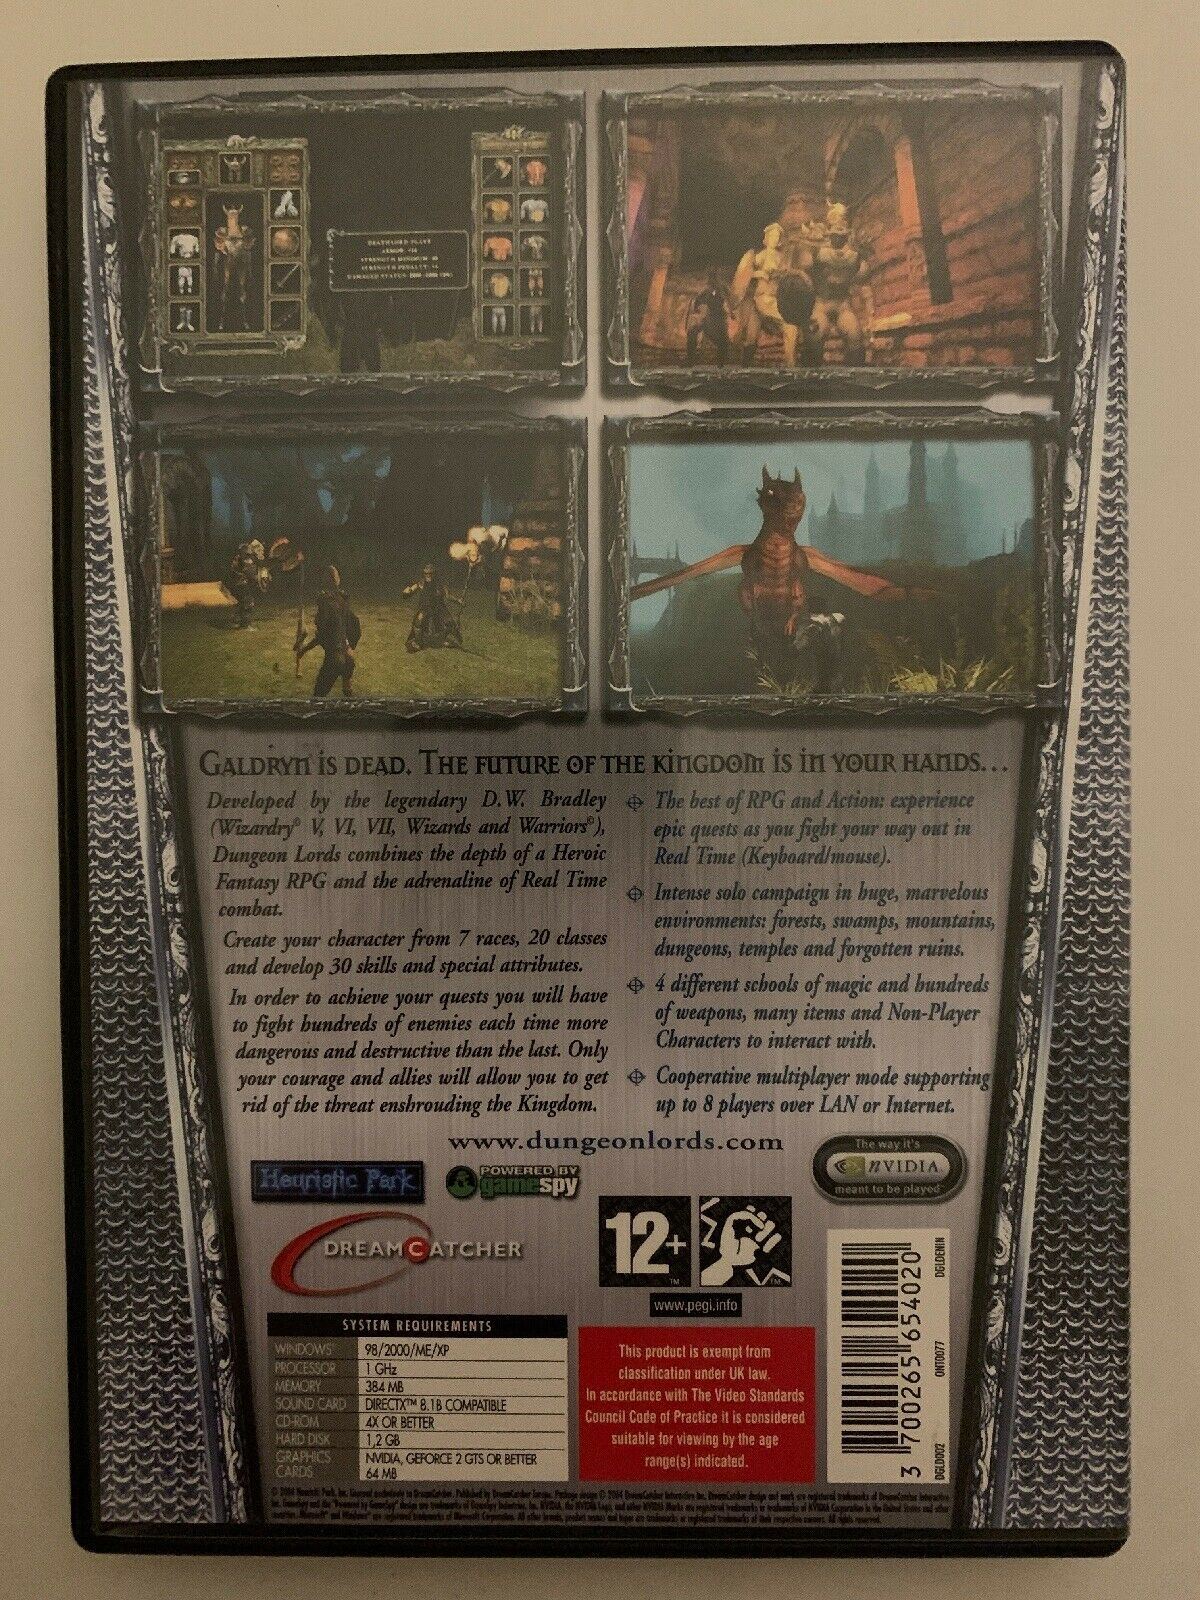 DEATHLORD PLATE
GALDRYN IS DEAD. THE FUTURE OF THE KINGDOM IS IN YOUR HANDS...
Developed by the legendary D.W. Bradley
(Wizardry® V, VI, VII, Wizards and Warriors®),
Dungeon Lords combines the depth of a Heroic
Fantasy RPG and the adrenaline of Real Time
combat.
Create your character from 7 races, 20 classes
and develop 30 skills and special attributes.
In order to achieve your quests you will have
to fight hundreds of enemies each time more
dangerous and destructive than the last. Only
your courage and allies will allow you to get
rid of the threat enshrouding the Kingdom.
The best of RPG and Action: experience
epic quests as you fight your way out in
Real Time (Keyboard/mouse).
Intense solo campaign in huge, marvelous
environments: forests, swamps, mountains,
dungeons, temples and forgotten ruins.
4 different schools of magic and hundreds
of weapons, many items and Non-Player
Characters to interact with.
Cooperative multiplayer mode supporting
up to 8 players over LAN or Internet.
www.dungeonlords.com
Heuristic Park
POWERED BY
gamespy
The way it's
nVIDIA
meant to be played
DREAMCATCHER
12+
TM
TM
www.pegi.info
SYSTEM REQUIREMENTS
WINDOWS 98/2000/ME/XP
PROCESSOR 1 GHz
MEMORY 384 MB
SOUND CARD DIRECTX™ 8.1B COMPATIBLE
CD-ROM 4X OR BETTER
HARD DISK 1,2 GB
GRAPHICS NVIDIA, GEFORCE 2 GTS OR BETTER
CARDS 64 MB
This product is exempt from
classification under UK law.
In accordance with The Video Standards
Council Code of Practice it is considered
suitable for viewing by the age
range(s) indicated.
3 700265 654020
DGLD002 ONT0077